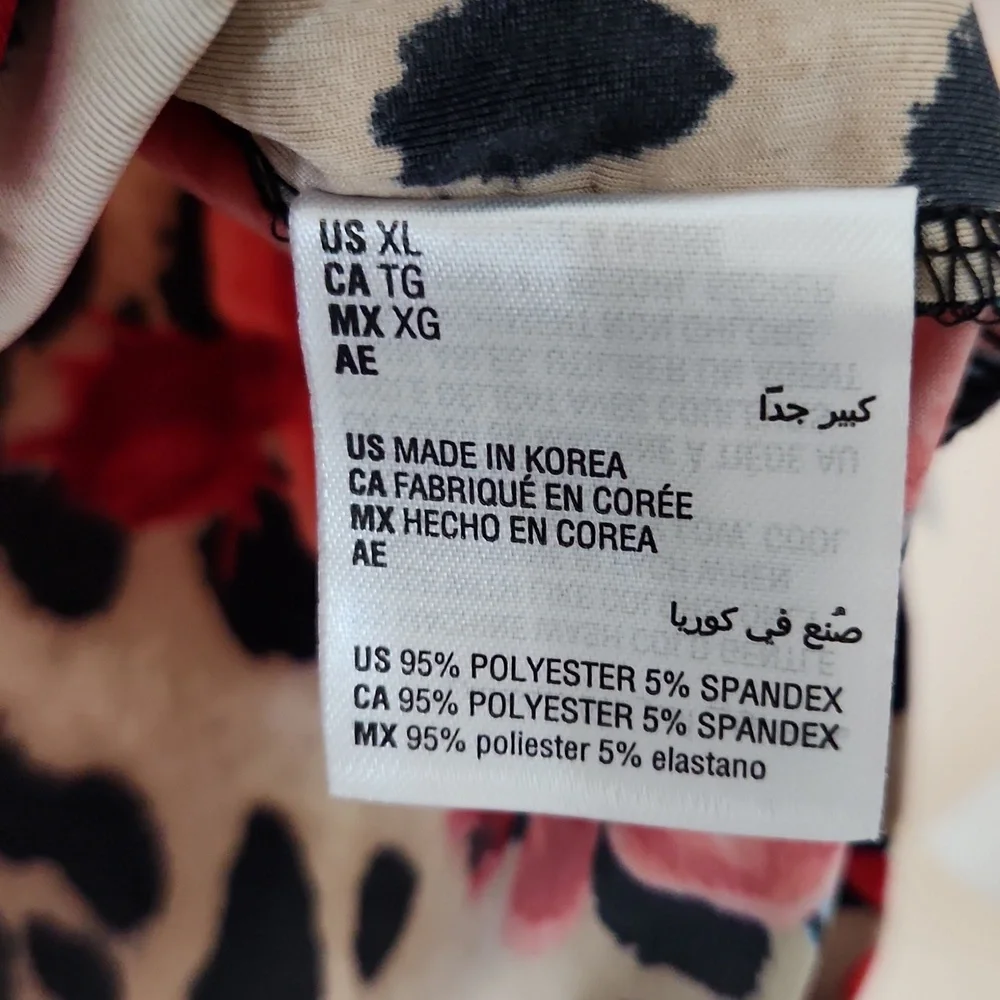 US XL
CA TG
MX XG
AE
كبير جدًا
US MADE IN KOREA
CA FABRIQUÉ EN CORÉE
MX HECHO EN COREA
AE
صُنع في كوريا
US 95% POLYESTER 5% SPANDEX
CA 95% POLYESTER 5% SPANDEX
MX 95% poliester 5% elastano